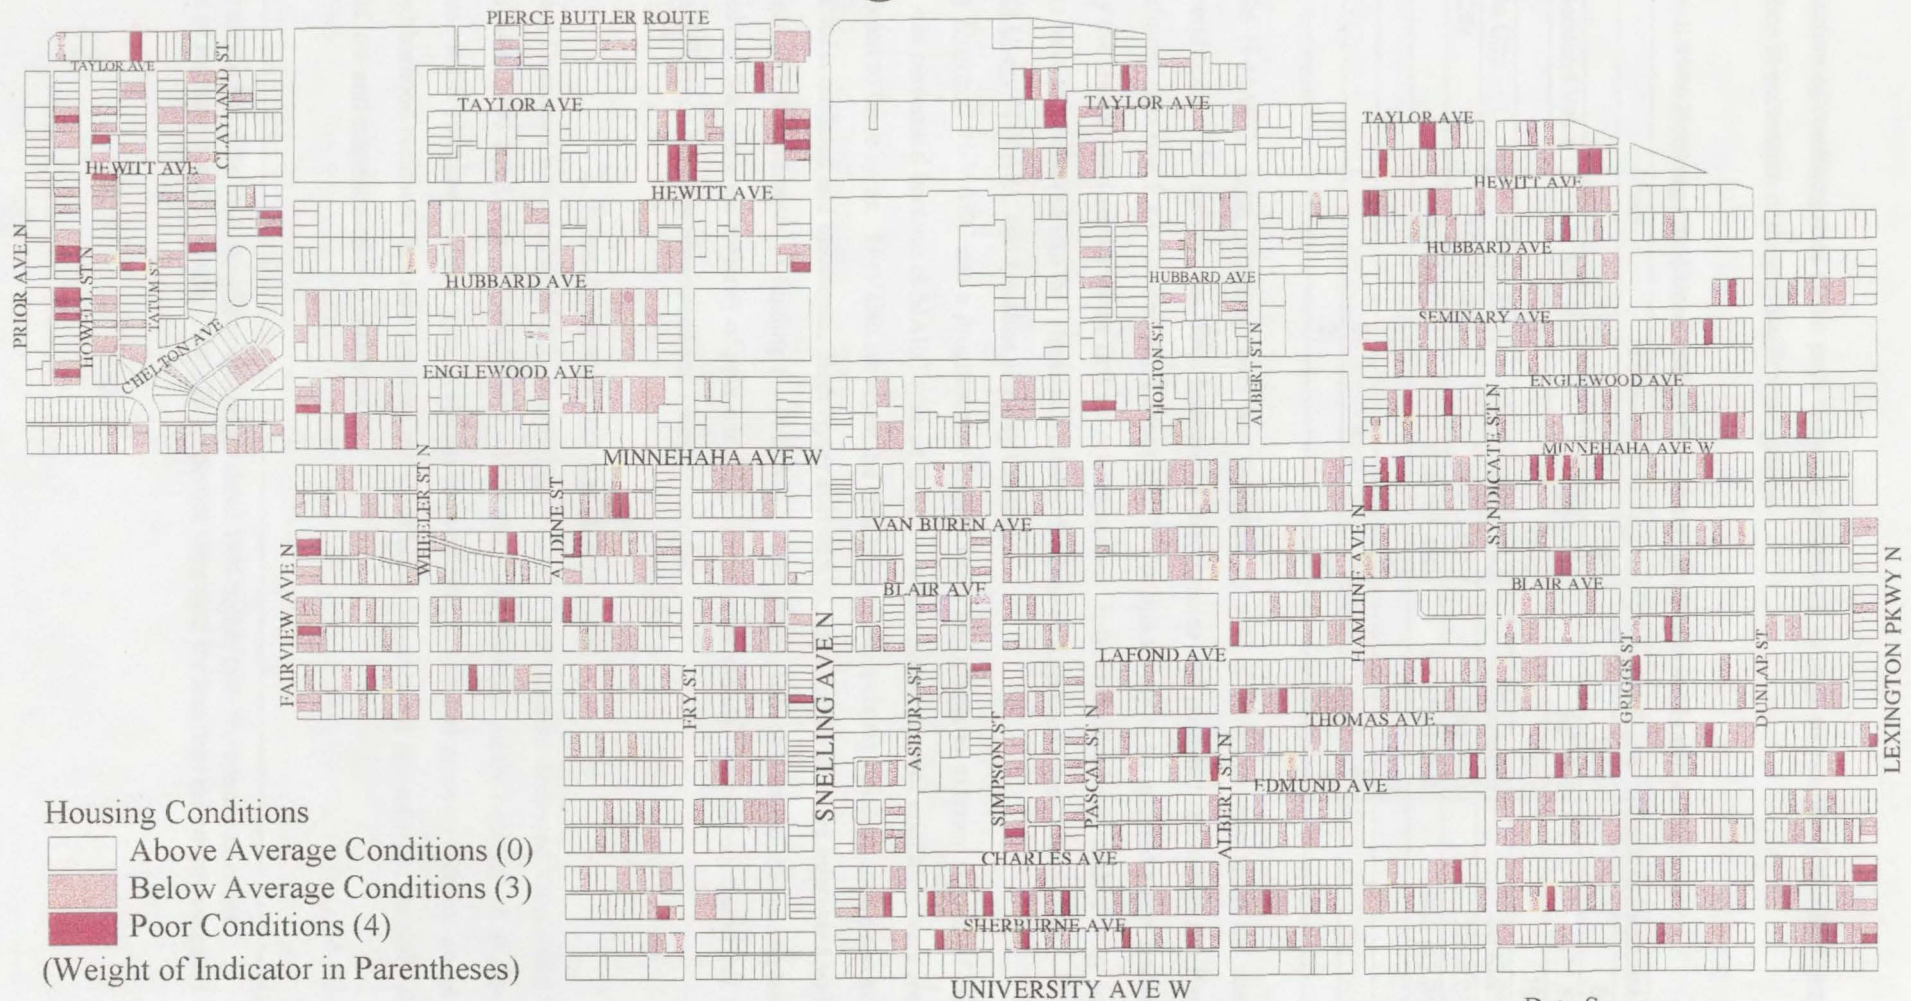 PIERCE BUTLER ROUTE
TAYLOR AVE
CLAYLAND ST
TAYLOR AVE
TAYLOR AVE
TAYLOR AVE
HEWITT AVE
HEWITT AVE
HEWITT AVE
PRIOR AVE N
HOWELL ST N
TATUM ST
HUBBARD AVE
HUBBARD AVE
HUBBARD AVE
SEMINARY AVE
CHELTON AVE
HOLTON ST
ALBERT ST N
ENGLEWOOD AVE
ENGLEWOOD AVE
SYNDICATE ST N
MINNEHAHA AVE W
MINNEHAHA AVE W
WHEELER ST N
ALDINE ST
VAN BUREN AVE
HAMLINE AVE N
FAIRVIEW AVE N
BLAIR AVE
BLAIR AVE
LEXINGTON PKWY N
SNELLING AVE N
LAFOND AVE
GRIGGS ST
DUNLAP ST
FRY ST
ASBURY ST
SIMPSON ST
PASCAL ST N
THOMAS AVE
ALBERT ST N
EDMUND AVE
CHARLES AVE
SHERBURNE AVE
UNIVERSITY AVE W
Housing Conditions
Above Average Conditions (0)
Below Average Conditions (3)
Poor Conditions (4)
(Weight of Indicator in Parentheses)